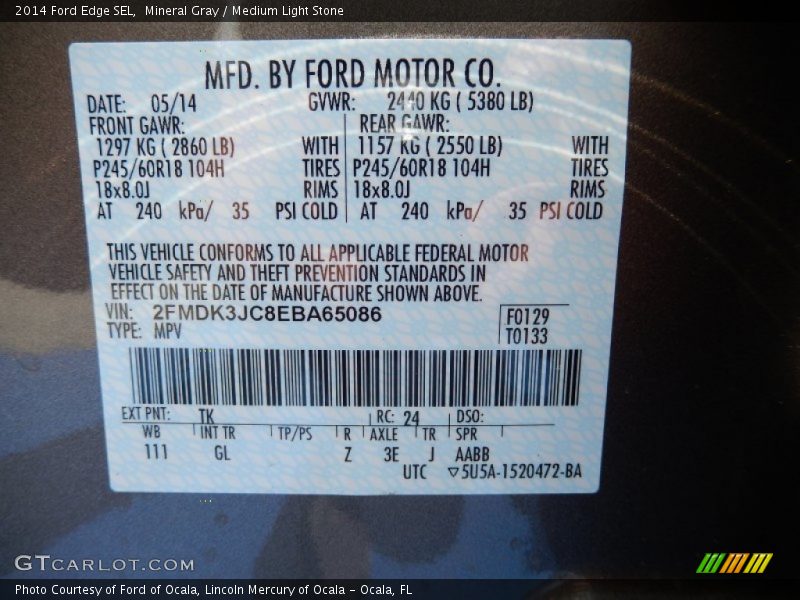 2014 Ford Edge SEL,  Mineral Gray / Medium Light Stone
MFD. BY FORD MOTOR CO.
DATE: 05/14 GVWR: 2440 KG ( 5380 LB)
FRONT GAWR: REAR GAWR:
1297 KG ( 2860 LB) WITH 1157 KG ( 2550 LB) WITH
P245/60R18 104H TIRES P245/60R18 104H TIRES
18x8.0J RIMS 18x8.0J RIMS
AT 240 kPa/ 35 PSI COLD AT 240 kPa/ 35 PSI COLD
THIS VEHICLE CONFORMS TO ALL APPLICABLE FEDERAL MOTOR
VEHICLE SAFETY AND THEFT PREVENTION STANDARDS IN
EFFECT ON THE DATE OF MANUFACTURE SHOWN ABOVE.
VIN: 2FMDK3JC8EBA65086 F0129
TYPE: MPV T0133
EXT PNT: TK RC: 24 DSO:
WB INT TR TP/PS R AXLE TR SPR
111 GL Z 3E J AABB
UTC ▽5U5A-1520472-BA
GTCARLOT.COM
Photo Courtesy of Ford of Ocala, Lincoln Mercury of Ocala - Ocala, FL